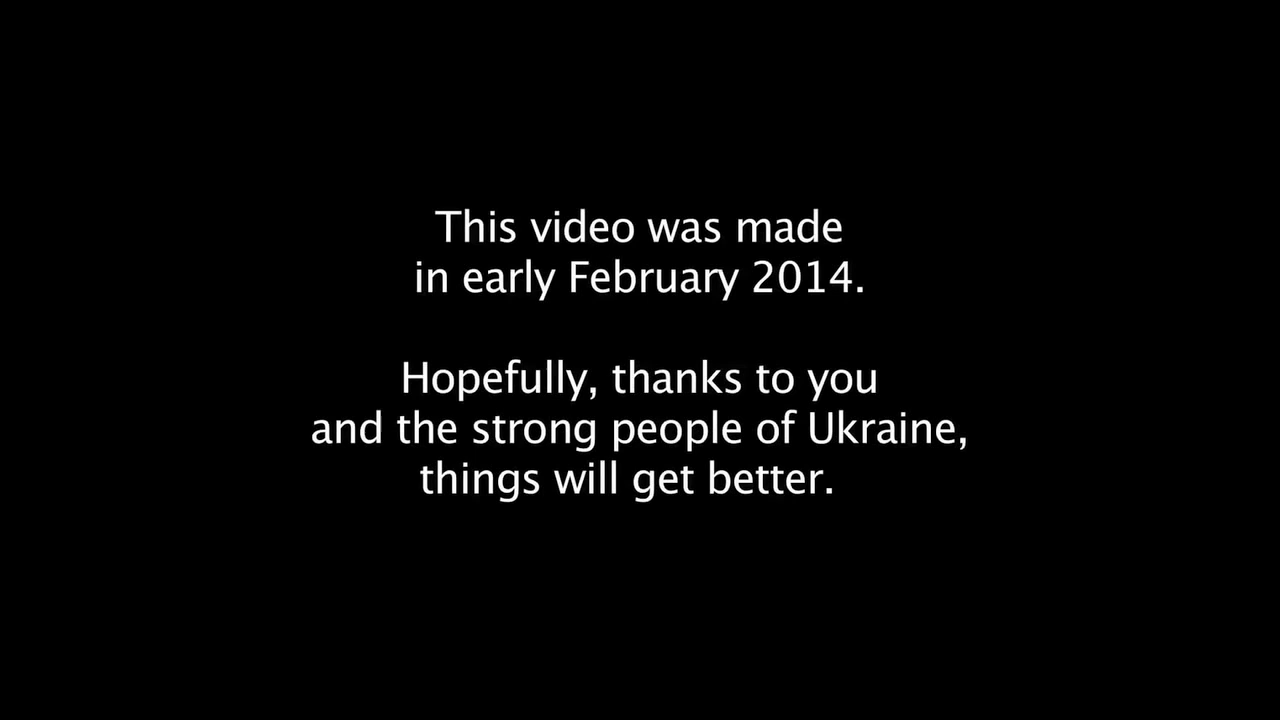 This video was made
in early February 2014.
Hopefully, thanks to you
and the strong people of Ukraine,
things will get better.